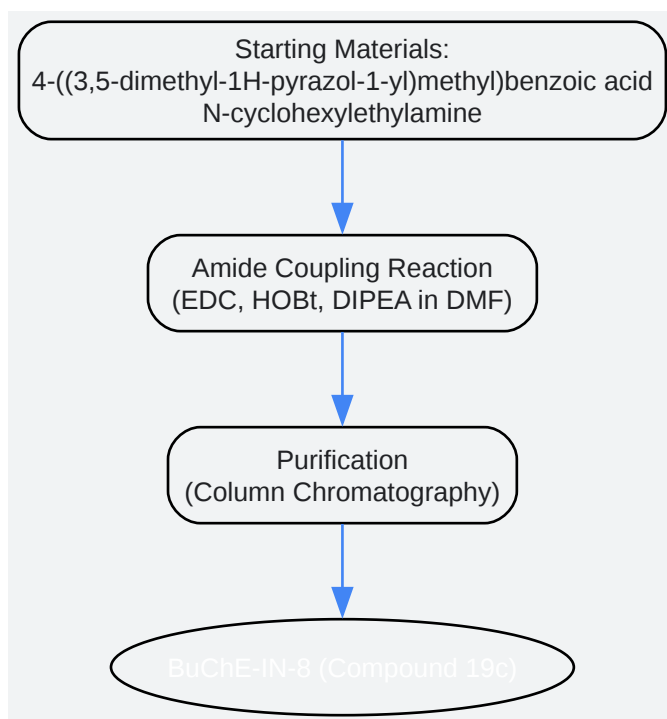 Starting Materials:
4-((3,5-dimethyl-1H-pyrazol-1-yl)methyl)benzoic acid
N-cyclohexylethylamine
Amide Coupling Reaction
(EDC, HOBt, DIPEA in DMF)
Purification
(Column Chromatography)
BuChE-IN-8 (Compound 19c)